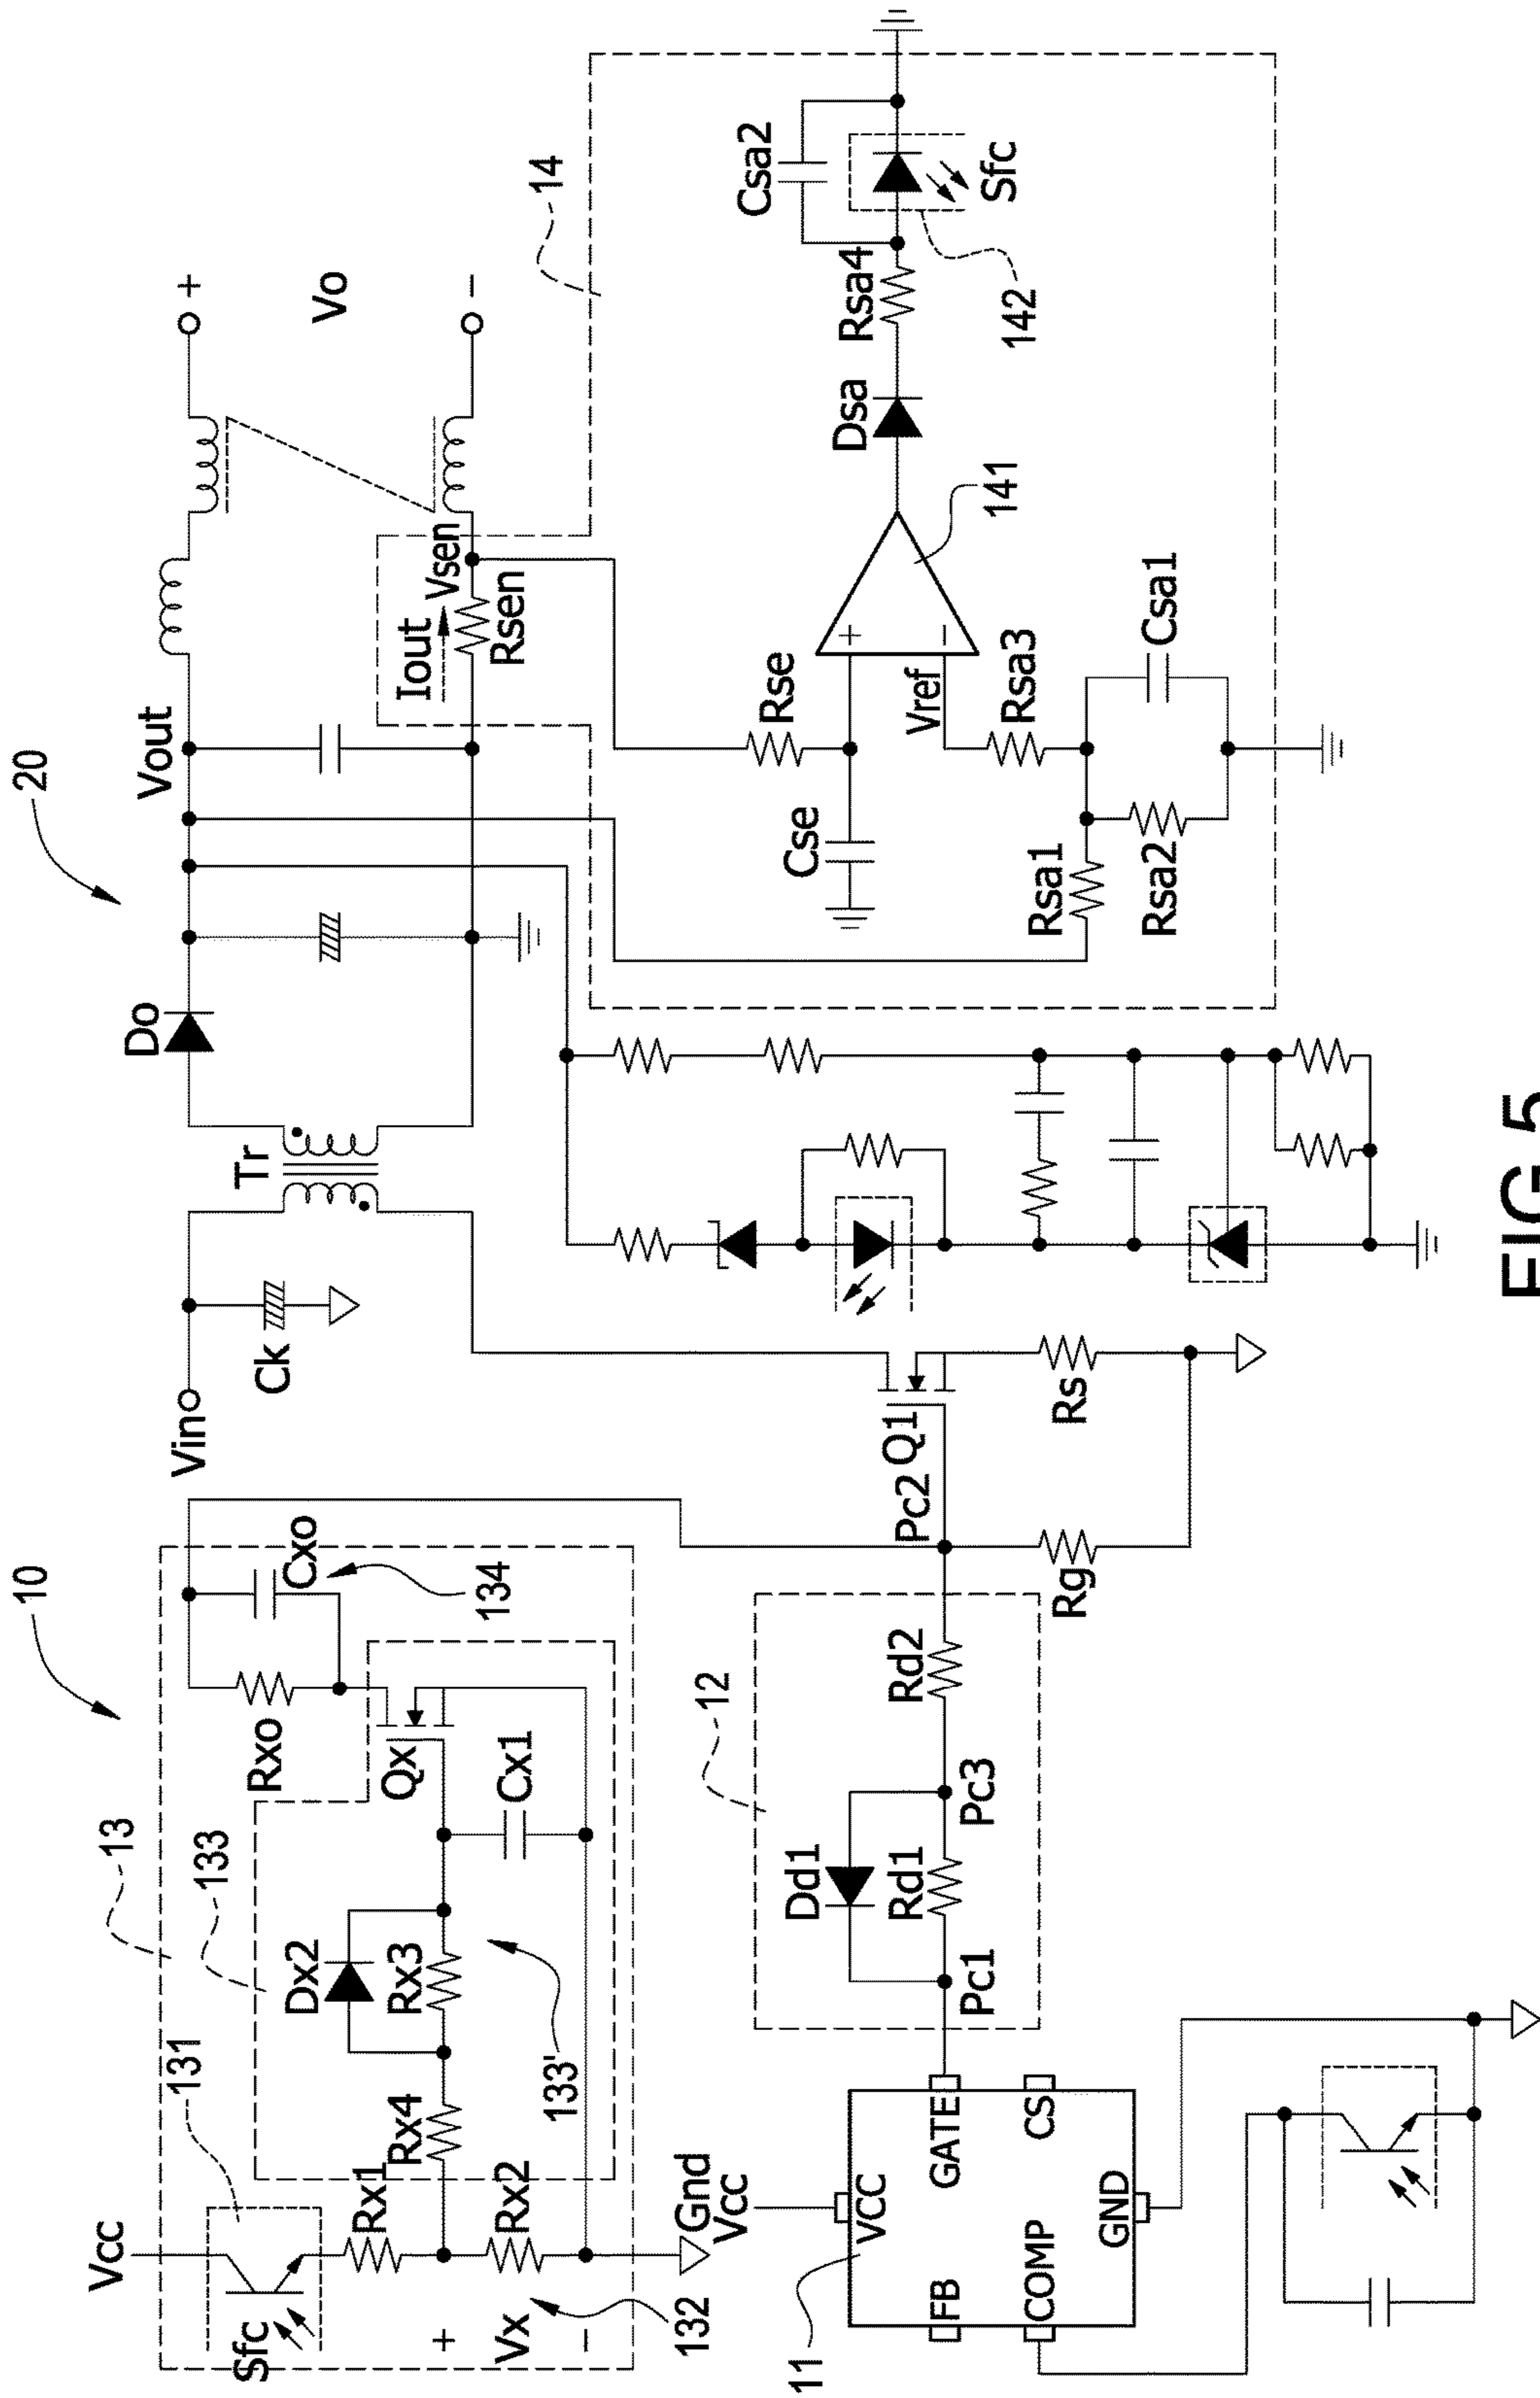 10
20
Vcc
131
13
133
Sfc
Rx1
Rx4
Dx2
Rx3
133'
Rx2
Vx
+
−
132
Gnd
Rxo
Qx
Cx1
Cxo
134
Vin
Ck
Tr
Do
Vout
Iout
Vsen
Rsen
+
Vo
−
14
Vcc
11
VCC
FB
COMP
GATE
CS
GND
12
Pc1
Dd1
Rd1
Pc3
Rd2
Pc2
Q1
Rg
Rs
Rse
Cse
Vref
+
−
141
Rsa1
Rsa2
Rsa3
Csa1
Dsa
Rsa4
Csa2
Sfc
142
FIG.5